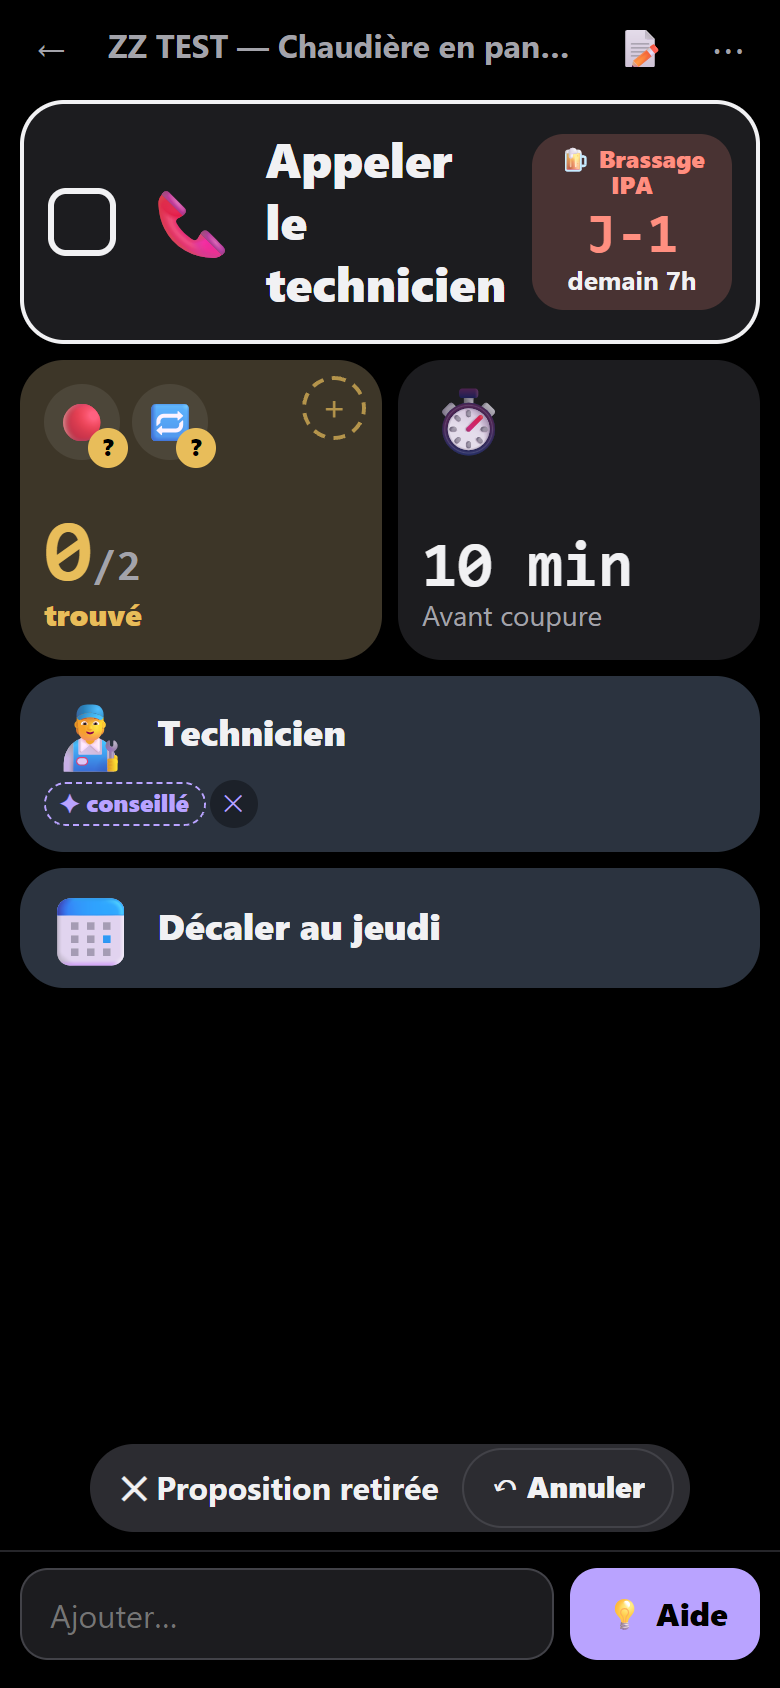 ← ZZ TEST — Chaudière en pan... ...
Appeler
le
technicien
Brassage
IPA
J-1
demain 7h
? ? +
0/2
trouvé
10 min
Avant coupure
Technicien
✦ conseillé ×
Décaler au jeudi
× Proposition retirée ↶ Annuler
Ajouter... Aide